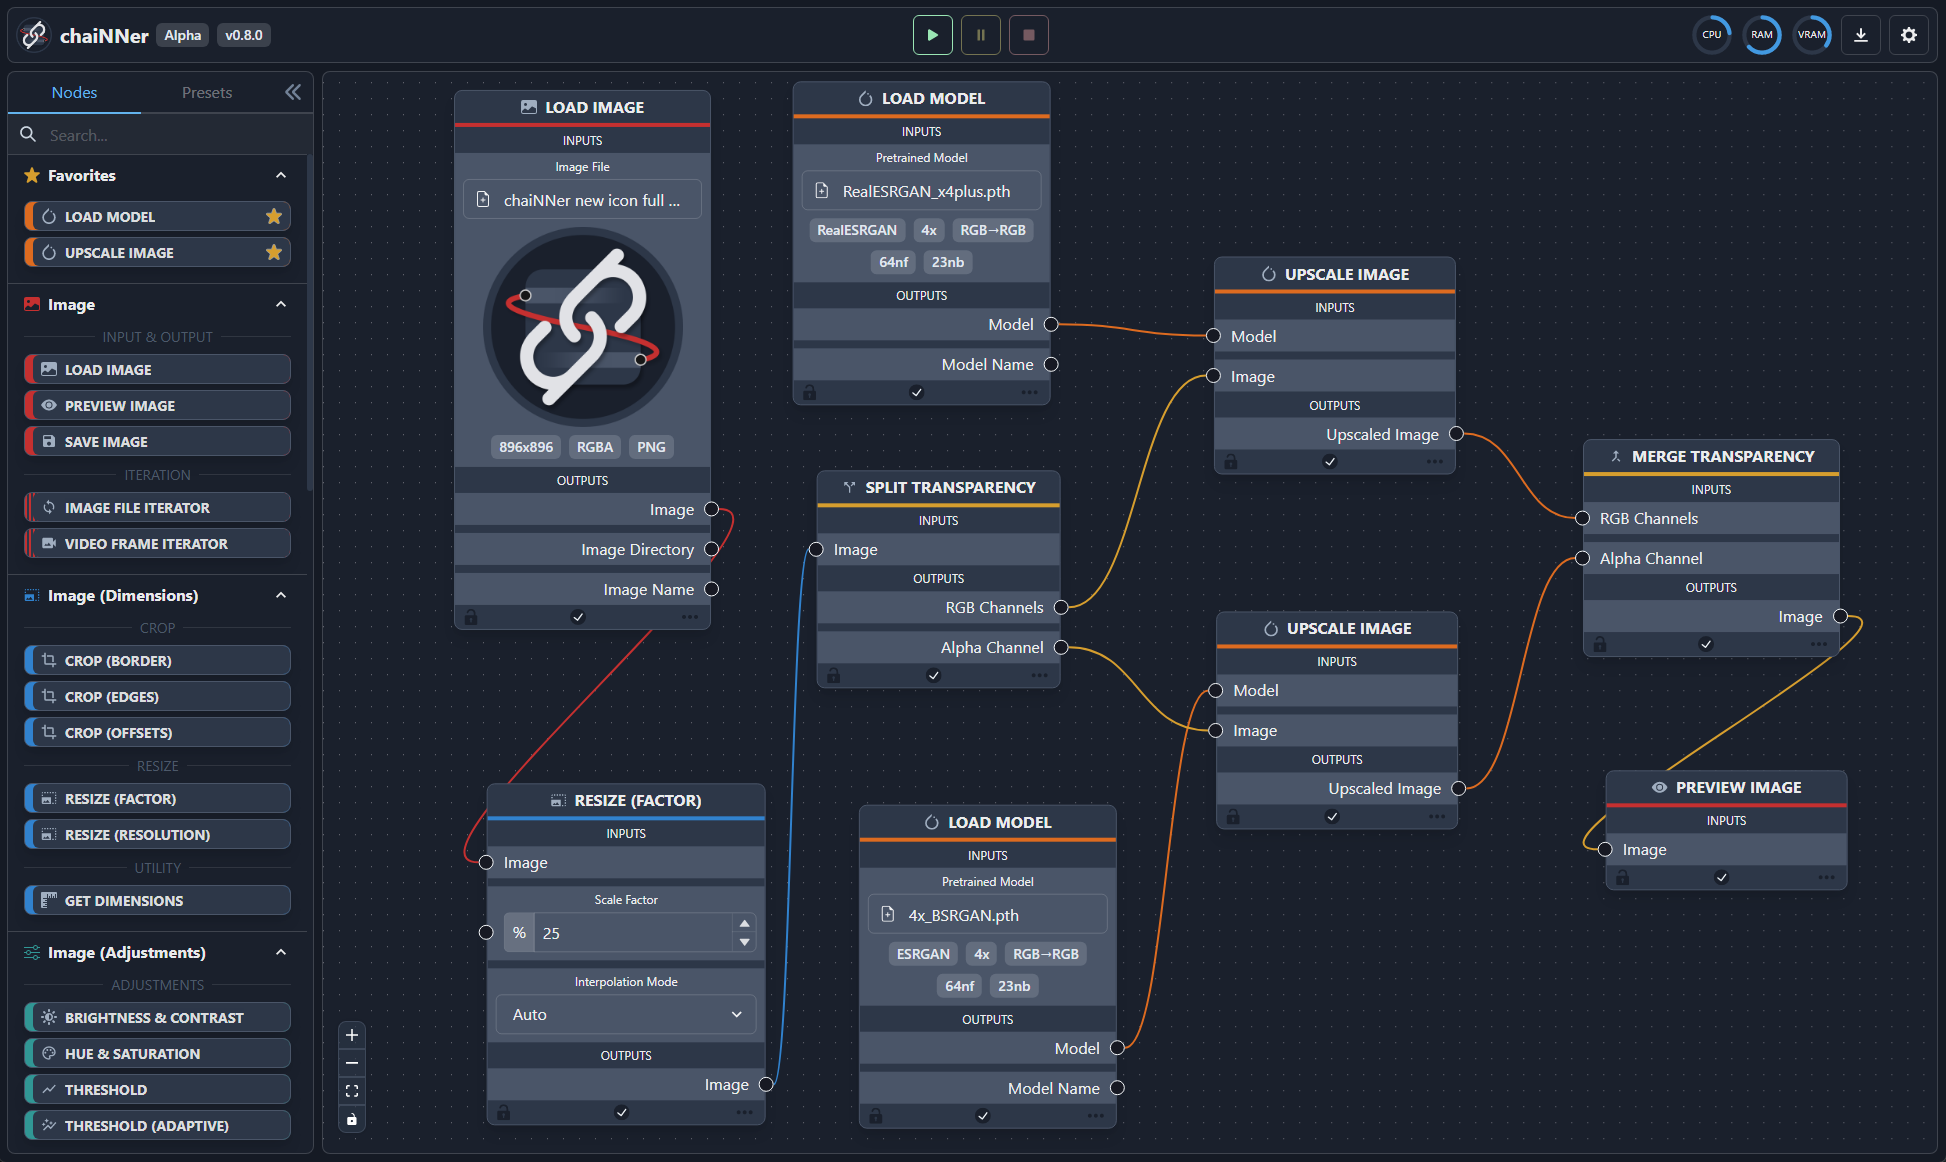 chaiNNer Alpha v0.8.0
CPU RAM VRAM
Nodes Presets
Search...
Favorites
LOAD MODEL
UPSCALE IMAGE
Image
INPUT & OUTPUT
LOAD IMAGE
PREVIEW IMAGE
SAVE IMAGE
ITERATION
IMAGE FILE ITERATOR
VIDEO FRAME ITERATOR
Image (Dimensions)
CROP
CROP (BORDER)
CROP (EDGES)
CROP (OFFSETS)
RESIZE
RESIZE (FACTOR)
RESIZE (RESOLUTION)
UTILITY
GET DIMENSIONS
Image (Adjustments)
ADJUSTMENTS
BRIGHTNESS & CONTRAST
HUE & SATURATION
THRESHOLD
THRESHOLD (ADAPTIVE)
LOAD IMAGE
INPUTS
Image File
chaiNNer new icon full ...
896x896 RGBA PNG
OUTPUTS
Image
Image Directory
Image Name
RESIZE (FACTOR)
INPUTS
Image
Scale Factor
% 25
Interpolation Mode
Auto
OUTPUTS
Image
LOAD MODEL
INPUTS
Pretrained Model
RealESRGAN_x4plus.pth
RealESRGAN 4x RGB→RGB
64nf 23nb
OUTPUTS
Model
Model Name
SPLIT TRANSPARENCY
INPUTS
Image
OUTPUTS
RGB Channels
Alpha Channel
LOAD MODEL
INPUTS
Pretrained Model
4x_BSRGAN.pth
ESRGAN 4x RGB→RGB
64nf 23nb
OUTPUTS
Model
Model Name
UPSCALE IMAGE
INPUTS
Model
Image
OUTPUTS
Upscaled Image
UPSCALE IMAGE
INPUTS
Model
Image
OUTPUTS
Upscaled Image
MERGE TRANSPARENCY
INPUTS
RGB Channels
Alpha Channel
OUTPUTS
Image
PREVIEW IMAGE
INPUTS
Image